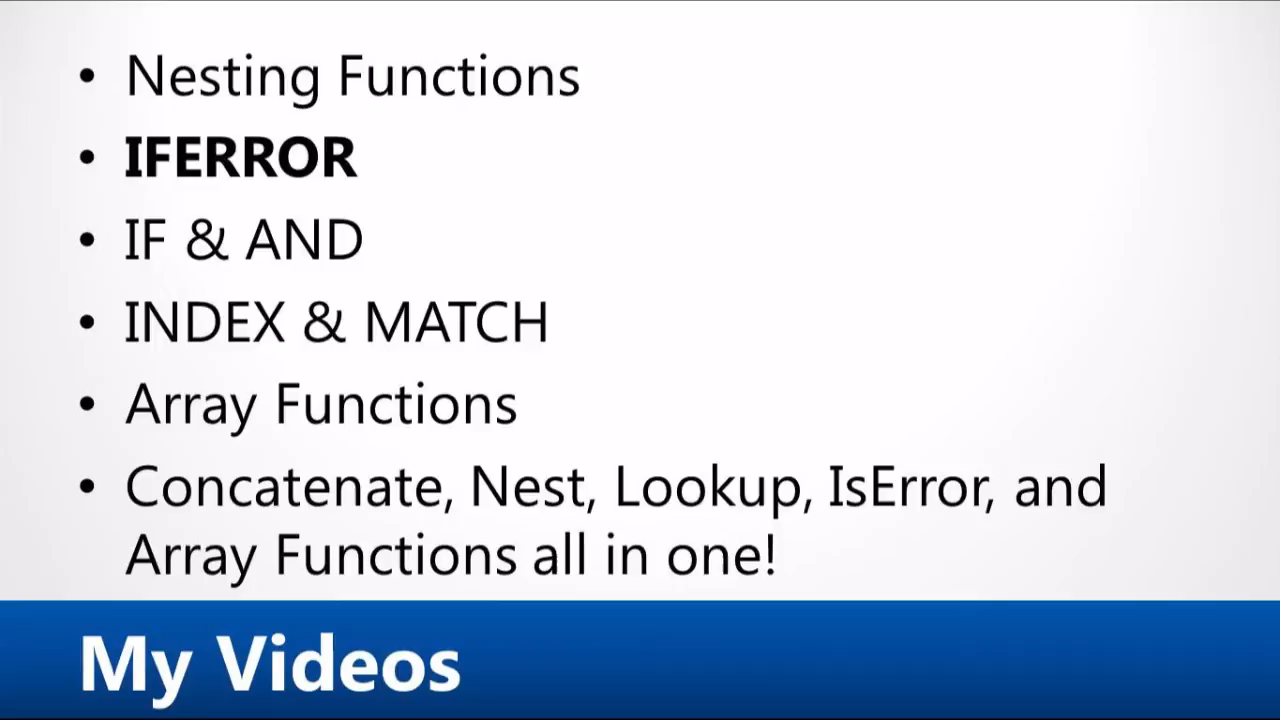 • Nesting Functions
• IFERROR
• IF & AND
• INDEX & MATCH
• Array Functions
• Concatenate, Nest, Lookup, IsError, and
Array Functions all in one!
My Videos